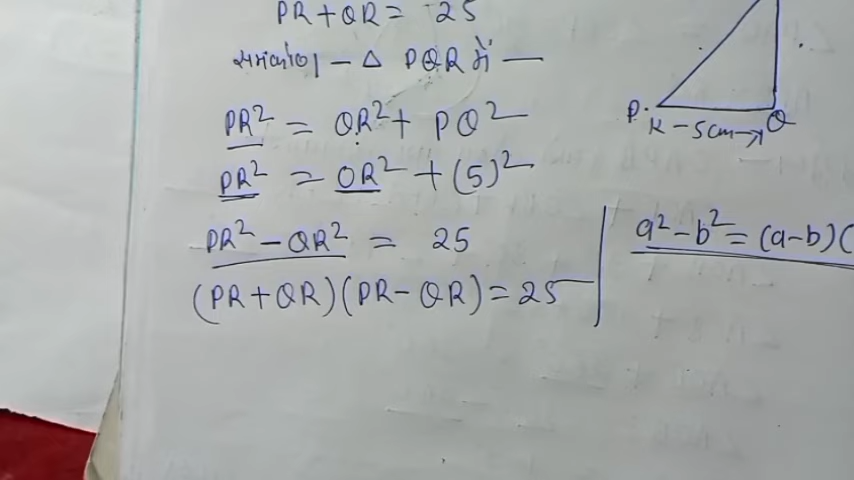 PR + QR = 25
समकोण – △ PQR में —
PR² = QR² + PQ²
PR² = QR² + (5)²
PR² – QR² = 25
(PR + QR)(PR – QR) = 25
P
5cm
Q
a² – b² = (a–b)(